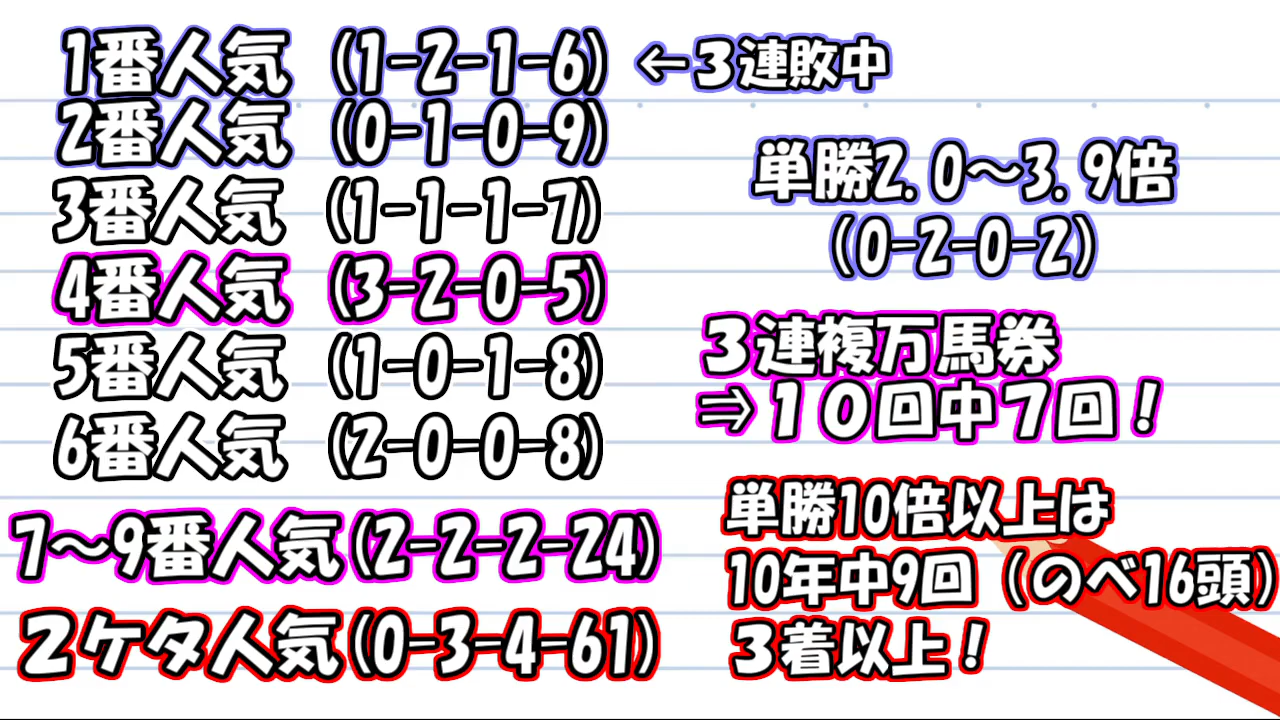 1番人気 (1-2-1-6) ←3連敗中
2番人気 (0-1-0-9)
3番人気 (1-1-1-7)
4番人気 (3-2-0-5)
5番人気 (1-0-1-8)
6番人気 (2-0-0-8)
7～9番人気(2-2-2-24)
2ケタ人気(0-3-4-61)
単勝2.0～3.9倍
(0-2-0-2)
3連複万馬券
⇒10回中7回!
単勝10倍以上は
10年中9回(のべ16頭)
3着以上!